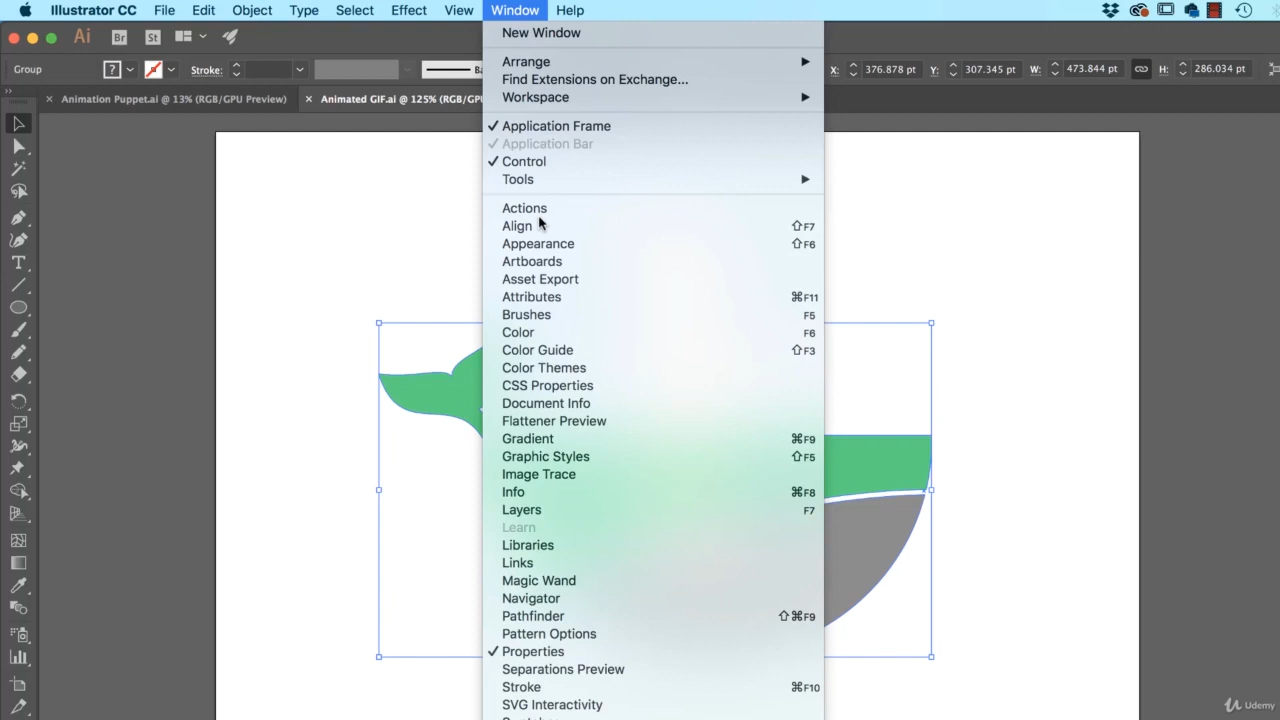 Illustrator CC File Edit Object Type Select Effect View Window Help
Ai Br St
Group ? Stroke: X: 376.878 pt Y: 307.345 pt W: 473.844 pt H: 286.034 pt
× Animation Puppet.ai @ 13% (RGB/GPU Preview) × Animated GIF.ai @ 125% (RGB/GPU
New Window
Arrange
Find Extensions on Exchange...
Workspace
✓ Application Frame
✓ Application Bar
✓ Control
Tools
Actions
Align ⇧F7
Appearance ⇧F6
Artboards
Asset Export
Attributes ⌘F11
Brushes F5
Color F6
Color Guide ⇧F3
Color Themes
CSS Properties
Document Info
Flattener Preview
Gradient ⌘F9
Graphic Styles ⇧F5
Image Trace
Info ⌘F8
Layers F7
Learn
Libraries
Links
Magic Wand
Navigator
Pathfinder ⇧⌘F9
Pattern Options
✓ Properties
Separations Preview
Stroke ⌘F10
SVG Interactivity
Udemy